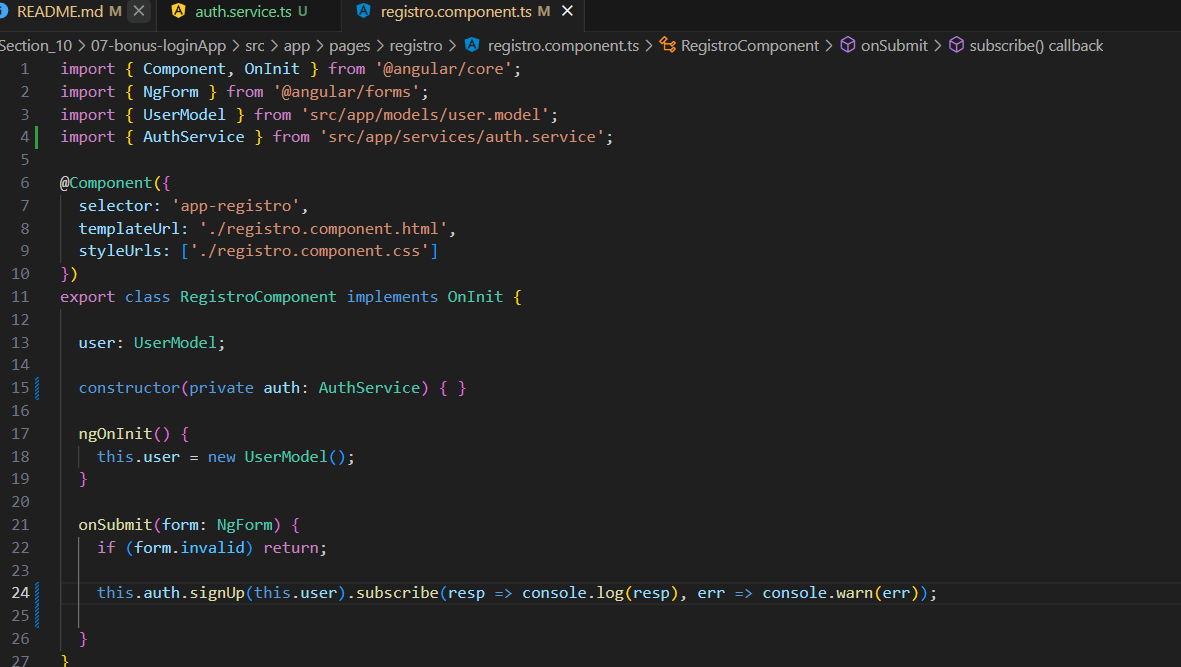 README.md M
auth.service.ts U
registro.component.ts M
Section_10 > 07-bonus-loginApp > src > app > pages > registro > registro.component.ts > RegistroComponent > onSubmit > subscribe() callback
1 import { Component, OnInit } from '@angular/core';
2 import { NgForm } from '@angular/forms';
3 import { UserModel } from 'src/app/models/user.model';
4 import { AuthService } from 'src/app/services/auth.service';
5
6 @Component({
7 selector: 'app-registro',
8 templateUrl: './registro.component.html',
9 styleUrls: ['./registro.component.css']
10 })
11 export class RegistroComponent implements OnInit {
12
13 user: UserModel;
14
15 constructor(private auth: AuthService) { }
16
17 ngOnInit() {
18 this.user = new UserModel();
19 }
20
21 onSubmit(form: NgForm) {
22 if (form.invalid) return;
23
24 this.auth.signUp(this.user).subscribe(resp => console.log(resp), err => console.warn(err));
25
26 }
27 }